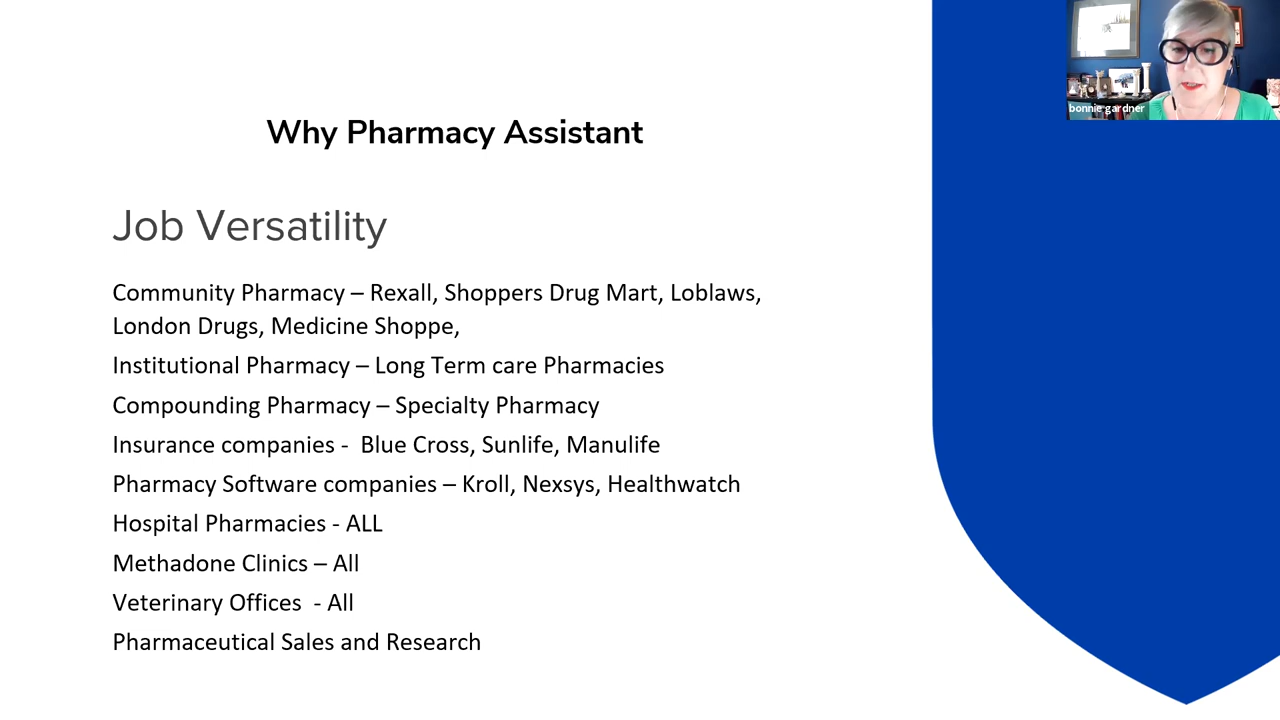 Why Pharmacy Assistant
Job Versatility
Community Pharmacy – Rexall, Shoppers Drug Mart, Loblaws,
London Drugs, Medicine Shoppe,
Institutional Pharmacy – Long Term care Pharmacies
Compounding Pharmacy – Specialty Pharmacy
Insurance companies -  Blue Cross, Sunlife, Manulife
Pharmacy Software companies – Kroll, Nexsys, Healthwatch
Hospital Pharmacies - ALL
Methadone Clinics – All
Veterinary Offices  - All
Pharmaceutical Sales and Research
bonnie gardner